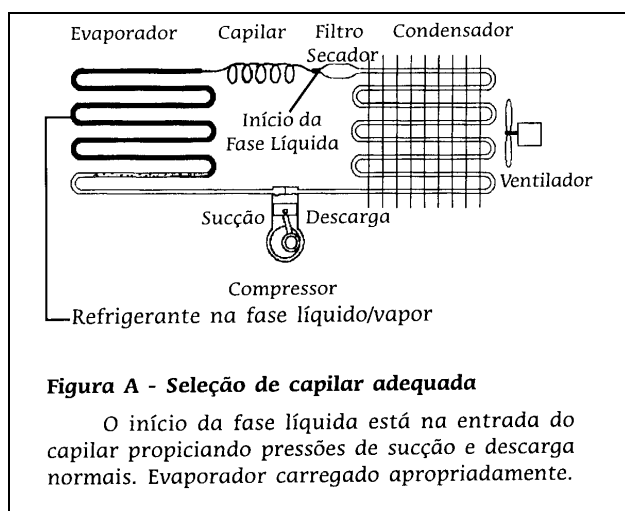 Evaporador Capilar Filtro Secador Condensador
Início da
Fase Líquida
Ventilador
Sucção Descarga
Compressor
Refrigerante na fase líquido/vapor
Figura A - Seleção de capilar adequada
O início da fase líquida está na entrada do
capilar propiciando pressões de sucção e descarga
normais. Evaporador carregado apropriadamente.